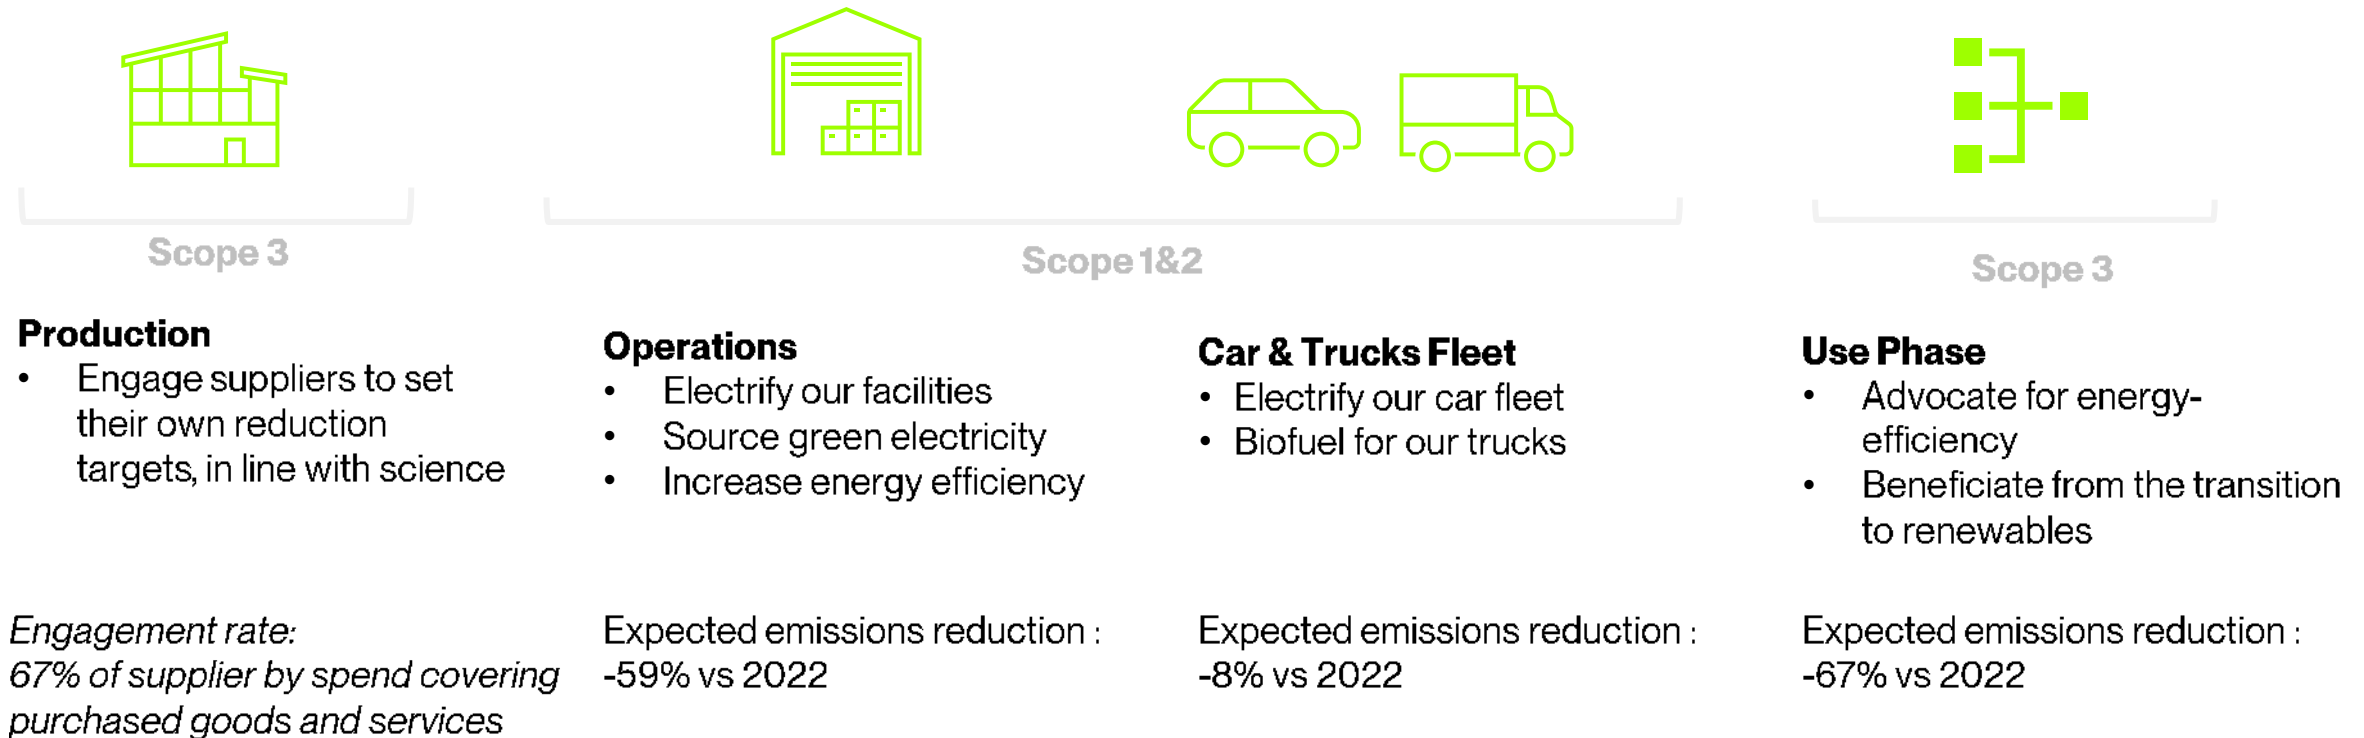 Scope 3
Scope 1&2
Scope 3
Production
• Engage suppliers to set
their own reduction
targets, in line with science
Engagement rate:
67% of supplier by spend covering
purchased goods and services
Operations
• Electrify our facilities
• Source green electricity
• Increase energy efficiency
Expected emissions reduction :
-59% vs 2022
Car & Trucks Fleet
• Electrify our car fleet
• Biofuel for our trucks
Expected emissions reduction :
-8% vs 2022
Use Phase
• Advocate for energy-
efficiency
• Beneficiate from the transition
to renewables
Expected emissions reduction :
-67% vs 2022